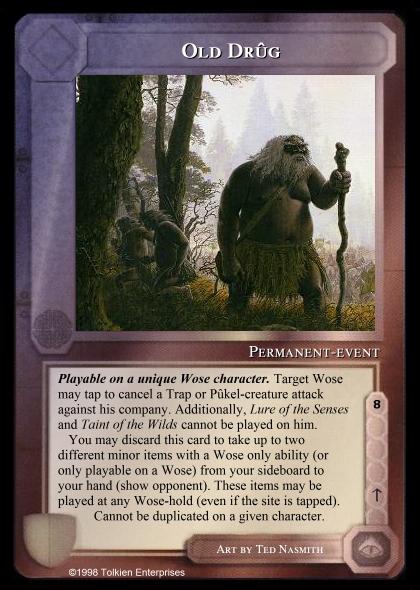 Old Drûg
Permanent-event
Playable on a unique Wose character. Target Wose
may tap to cancel a Trap or Pûkel-creature attack
against his company. Additionally, Lure of the Senses
and Taint of the Wilds cannot be played on him.
You may discard this card to take up to two
different minor items with a Wose only ability (or
only playable on a Wose) from your sideboard to
your hand (show opponent). These items may be
played at any Wose-hold (even if the site is tapped).
Cannot be duplicated on a given character.
8
↑
Art by Ted Nasmith
©1998 Tolkien Enterprises